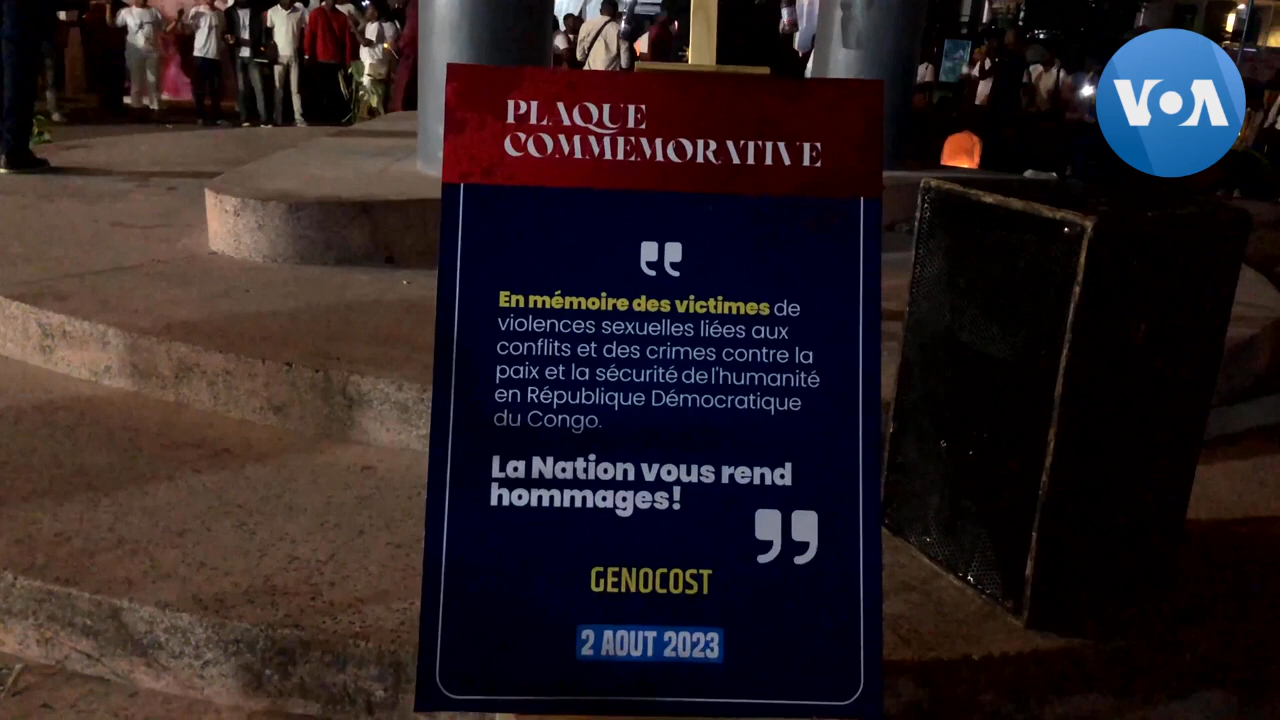 VOA
PLAQUE
COMMEMORATIVE
En mémoire des victimes de
violences sexuelles liées aux
conflits et des crimes contre la
paix et la sécurité de l'humanité
en République Démocratique
du Congo.
La Nation vous rend
hommages!
GENOCOST
2 AOUT 2023